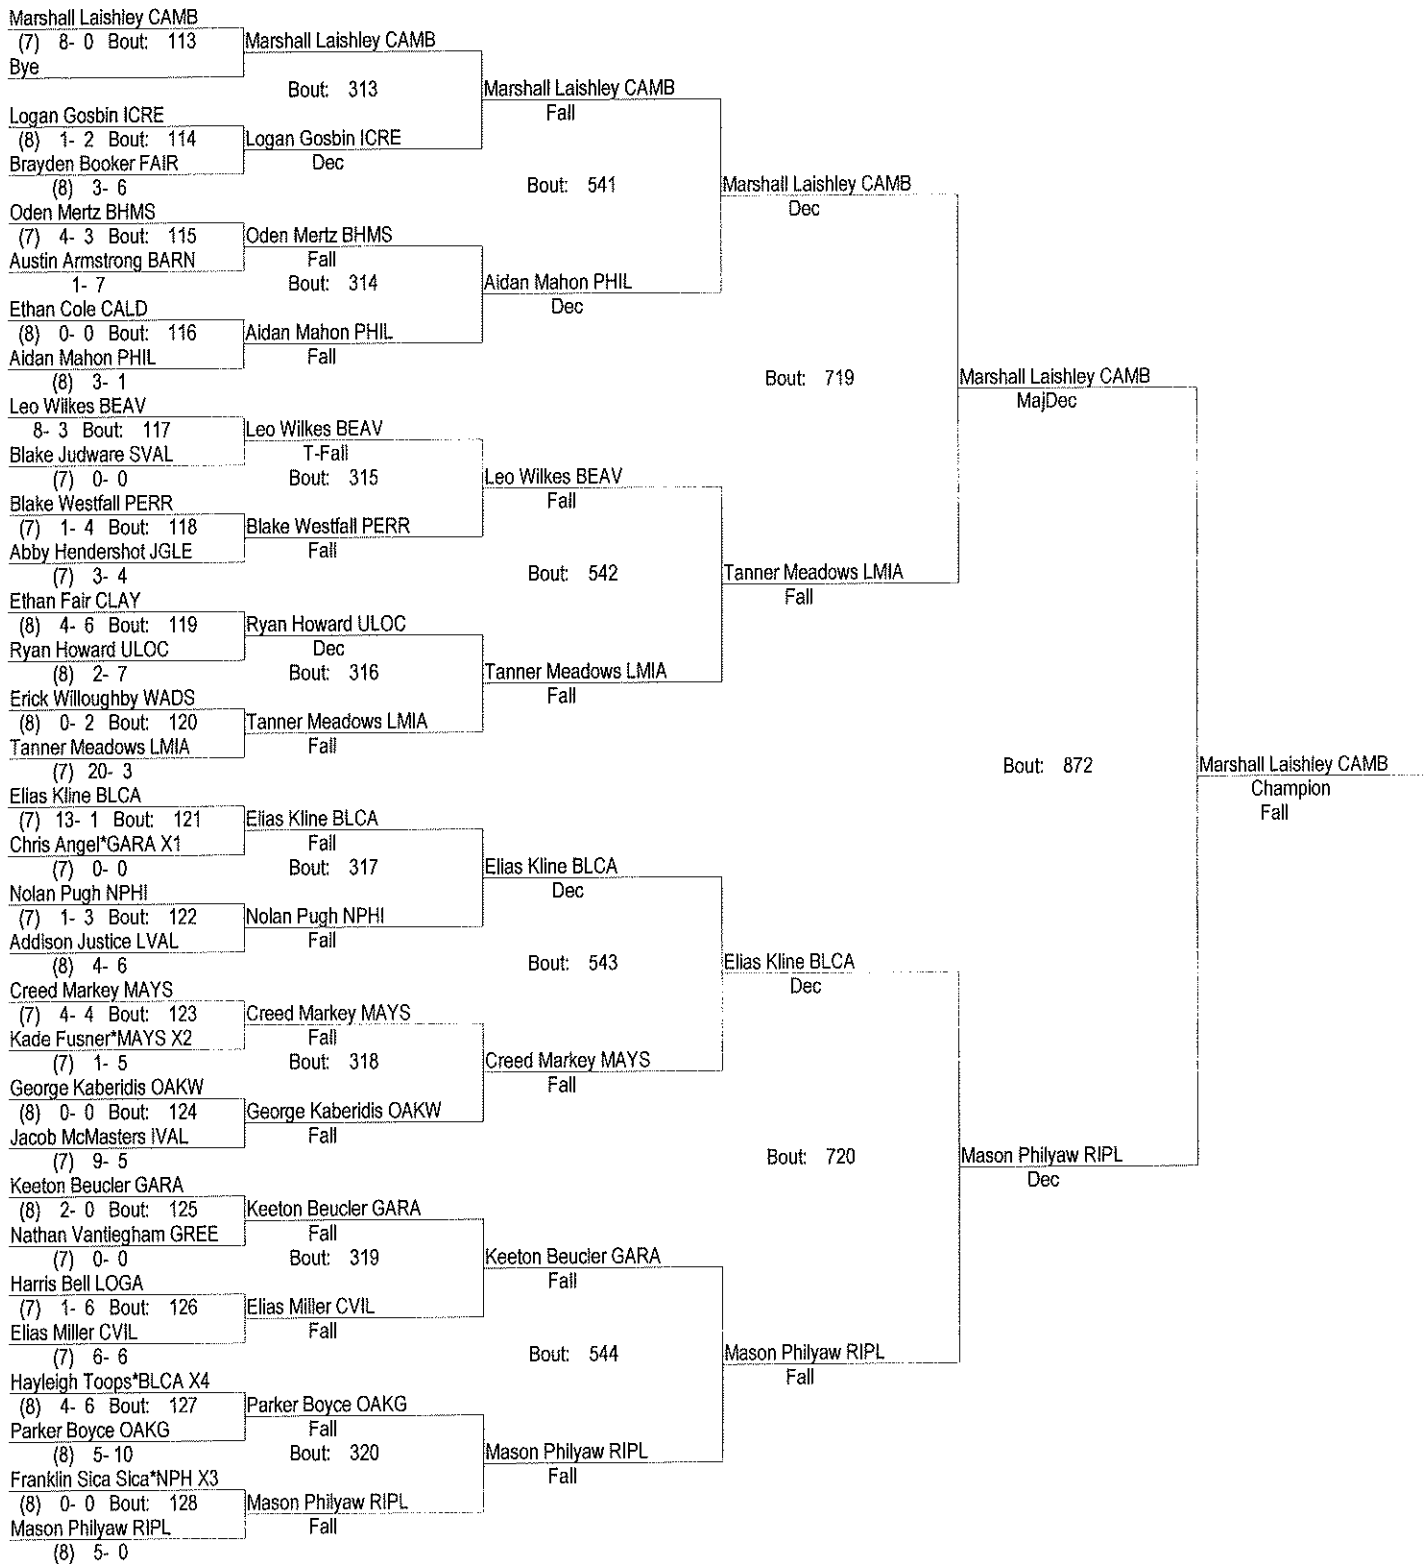 Marshall Laishley CAMB
(7) 8- 0 Bout: 113
Bye
Logan Gosbin ICRE
(8) 1- 2 Bout: 114
Brayden Booker FAIR
(8) 3- 6
Oden Mertz BHMS
(7) 4- 3 Bout: 115
Austin Armstrong BARN
1- 7
Ethan Cole CALD
(8) 0- 0 Bout: 116
Aidan Mahon PHIL
(8) 3- 1
Leo Wilkes BEAV
8- 3 Bout: 117
Blake Judware SVAL
(7) 0- 0
Blake Westfall PERR
(7) 1- 4 Bout: 118
Abby Hendershot JGLE
(7) 3- 4
Ethan Fair CLAY
(8) 4- 6 Bout: 119
Ryan Howard ULOC
(8) 2- 7
Erick Willoughby WADS
(8) 0- 2 Bout: 120
Tanner Meadows LMIA
(7) 20- 3
Elias Kline BLCA
(7) 13- 1 Bout: 121
Chris Angel*GARA X1
(7) 0- 0
Nolan Pugh NPHI
(7) 1- 3 Bout: 122
Addison Justice LVAL
(8) 4- 6
Creed Markey MAYS
(7) 4- 4 Bout: 123
Kade Fusner*MAYS X2
(7) 1- 5
George Kaberidis OAKW
(8) 0- 0 Bout: 124
Jacob McMasters IVAL
(7) 9- 5
Keeton Beucler GARA
(8) 2- 0 Bout: 125
Nathan Vantiegham GREE
(7) 0- 0
Harris Bell LOGA
(7) 1- 6 Bout: 126
Elias Miller CVIL
(7) 6- 6
Hayleigh Toops*BLCA X4
(8) 4- 6 Bout: 127
Parker Boyce OAKG
(8) 5- 10
Franklin Sica Sica*NPH X3
(8) 0- 0 Bout: 128
Mason Philyaw RIPL
(8) 5- 0
Marshall Laishley CAMB
Bout: 313
Logan Gosbin ICRE
Dec
Oden Mertz BHMS
Fall
Bout: 314
Aidan Mahon PHIL
Fall
Leo Wilkes BEAV
T-Fall
Bout: 315
Blake Westfall PERR
Fall
Ryan Howard ULOC
Dec
Bout: 316
Tanner Meadows LMIA
Fall
Elias Kline BLCA
Fall
Bout: 317
Nolan Pugh NPHI
Fall
Creed Markey MAYS
Fall
Bout: 318
George Kaberidis OAKW
Fall
Keeton Beucler GARA
Fall
Bout: 319
Elias Miller CVIL
Fall
Parker Boyce OAKG
Fall
Bout: 320
Mason Philyaw RIPL
Fall
Marshall Laishley CAMB
Fall
Bout: 541
Aidan Mahon PHIL
Dec
Leo Wilkes BEAV
Fall
Bout: 542
Tanner Meadows LMIA
Fall
Elias Kline BLCA
Dec
Bout: 543
Creed Markey MAYS
Fall
Keeton Beucler GARA
Fall
Bout: 544
Mason Philyaw RIPL
Fall
Marshall Laishley CAMB
Dec
Bout: 719
Tanner Meadows LMIA
Fall
Elias Kline BLCA
Dec
Bout: 720
Mason Philyaw RIPL
Fall
Marshall Laishley CAMB
MajDec
Bout: 872
Mason Philyaw RIPL
Dec
Marshall Laishley CAMB
Champion
Fall